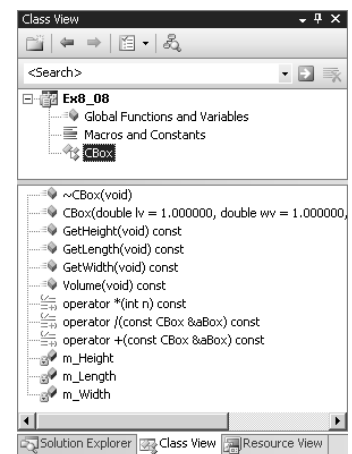 Class View
<Search>
Ex8_08
Global Functions and Variables
Macros and Constants
CBox
~CBox(void)
CBox(double lv = 1.000000, double wv = 1.000000,
GetHeight(void) const
GetLength(void) const
GetWidth(void) const
Volume(void) const
operator *(int n) const
operator /(const CBox &aBox) const
operator +(const CBox &aBox) const
m_Height
m_Length
m_Width
Solution Explorer Class View Resource View